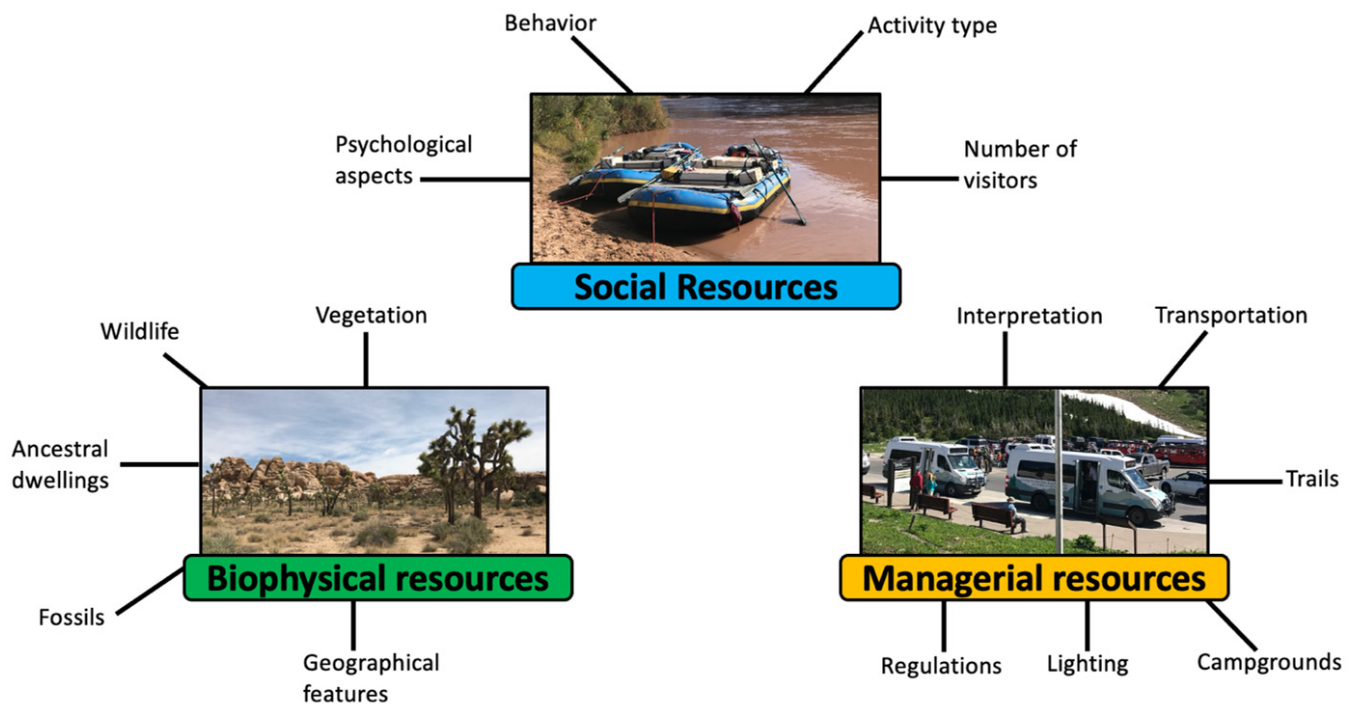 Behavior
Activity type
Psychological
aspects
Number of
visitors
Social Resources
Wildlife
Vegetation
Ancestral
dwellings
Fossils
Biophysical resources
Geographical
features
Interpretation
Transportation
Trails
Managerial resources
Regulations
Lighting
Campgrounds